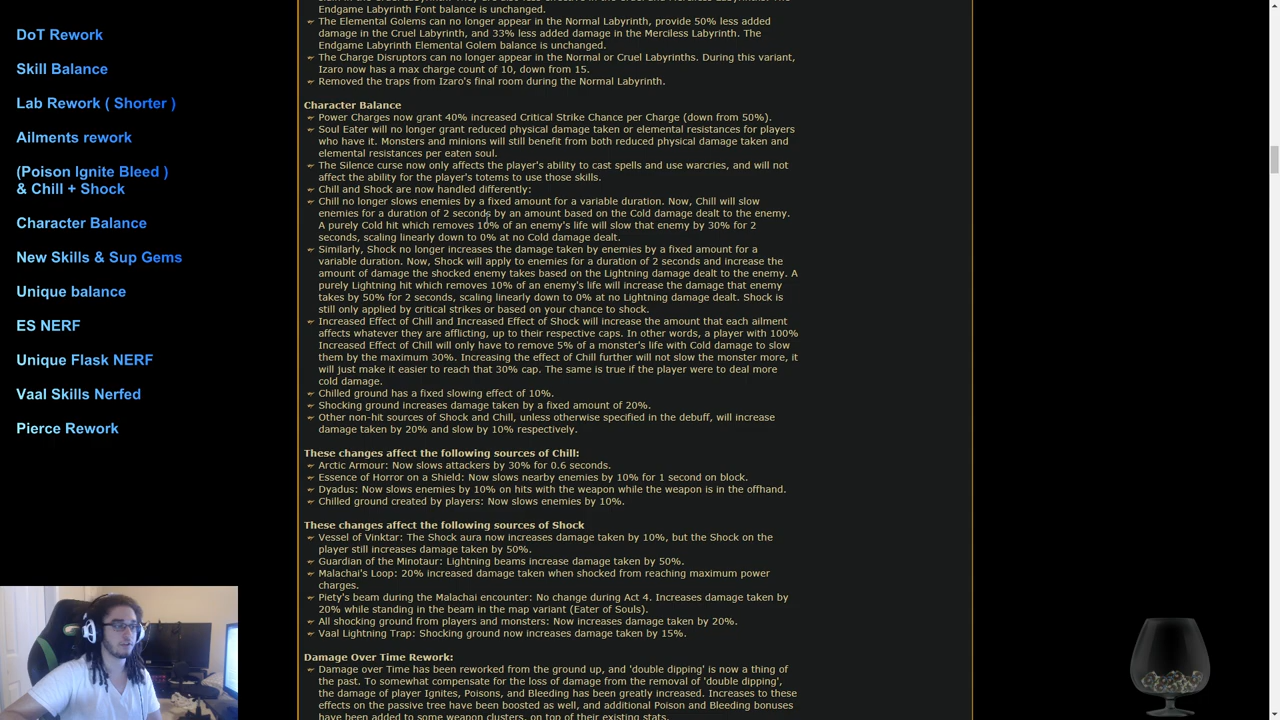 DoT Rework
Skill Balance
Lab Rework ( Shorter )
Ailments rework
(Poison Ignite Bleed )
& Chill + Shock
Character Balance
New Skills & Sup Gems
Unique balance
ES NERF
Unique Flask NERF
Vaal Skills Nerfed
Pierce Rework
Endgame Labyrinth Font balance is unchanged.
The Elemental Golems can no longer appear in the Normal Labyrinth, provide 50% less added
damage in the Cruel Labyrinth, and 33% less added damage in the Merciless Labyrinth. The
Endgame Labyrinth Elemental Golem balance is unchanged.
The Charge Disruptors can no longer appear in the Normal or Cruel Labyrinths. During this variant,
Izaro now has a max charge count of 10, down from 15.
Removed the traps from Izaro's final room during the Normal Labyrinth.
Character Balance
Power Charges now grant 40% increased Critical Strike Chance per Charge (down from 50%).
Soul Eater will no longer grant reduced physical damage taken or elemental resistances for players
who have it. Monsters and minions will still benefit from both reduced physical damage taken and
elemental resistances per eaten soul.
The Silence curse now only affects the player's ability to cast spells and use warcries, and will not
affect the ability for the player's totems to use those skills.
Chill and Shock are now handled differently:
Chill no longer slows enemies by a fixed amount for a variable duration. Now, Chill will slow
enemies for a duration of 2 seconds by an amount based on the Cold damage dealt to the enemy.
A purely Cold hit which removes 10% of an enemy's life will slow that enemy by 30% for 2
seconds, scaling linearly down to 0% at no Cold damage dealt.
Similarly, Shock no longer increases the damage taken by enemies by a fixed amount for a
variable duration. Now, Shock will apply to enemies for a duration of 2 seconds and increase the
amount of damage the shocked enemy takes based on the Lightning damage dealt to the enemy. A
purely Lightning hit which removes 10% of an enemy's life will increase the damage that enemy
takes by 50% for 2 seconds, scaling linearly down to 0% at no Lightning damage dealt. Shock is
still only applied by critical strikes or based on your chance to shock.
Increased Effect of Chill and Increased Effect of Shock will increase the amount that each ailment
affects whatever they are afflicting, up to their respective caps. In other words, a player with 100%
Increased Effect of Chill will only have to remove 5% of a monster's life with Cold damage to slow
them by the maximum 30%. Increasing the effect of Chill further will not slow the monster more, it
will just make it easier to reach that 30% cap. The same is true if the player were to deal more
cold damage.
Chilled ground has a fixed slowing effect of 10%.
Shocking ground increases damage taken by a fixed amount of 20%.
Other non-hit sources of Shock and Chill, unless otherwise specified in the debuff, will increase
damage taken by 20% and slow by 10% respectively.
These changes affect the following sources of Chill:
Arctic Armour: Now slows attackers by 30% for 0.6 seconds.
Essence of Horror on a Shield: Now slows nearby enemies by 10% for 1 second on block.
Dyadus: Now slows enemies by 10% on hits with the weapon while the weapon is in the offhand.
Chilled ground created by players: Now slows enemies by 10%.
These changes affect the following sources of Shock
Vessel of Vinktar: The Shock aura now increases damage taken by 10%, but the Shock on the
player still increases damage taken by 50%.
Guardian of the Minotaur: Lightning beams increase damage taken by 50%.
Malachai's Loop: 20% increased damage taken when shocked from reaching maximum power
charges.
Piety's beam during the Malachai encounter: No change during Act 4. Increases damage taken by
20% while standing in the beam in the map variant (Eater of Souls).
All shocking ground from players and monsters: Now increases damage taken by 20%.
Vaal Lightning Trap: Shocking ground now increases damage taken by 15%.
Damage Over Time Rework:
Damage over Time has been reworked from the ground up, and 'double dipping' is now a thing of
the past. To somewhat compensate for the loss of damage from the removal of 'double dipping',
the damage of player Ignites, Poisons, and Bleeding has been greatly increased. Increases to these
effects on the passive tree have been boosted as well, and additional Poison and Bleeding bonuses
have been added to some weapon clusters, on top of their existing stats.